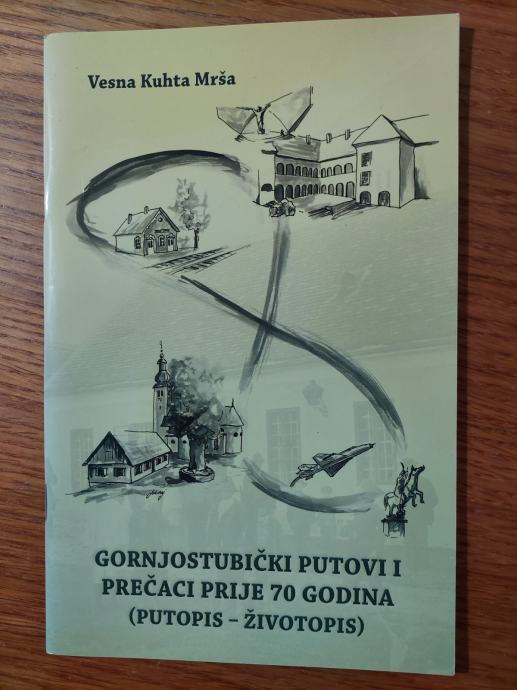 Vesna Kuhta Mrša
GORNJOSTUBIČKI PUTOVI I
PREČACI PRIJE 70 GODINA
(PUTOPIS – ŽIVOTOPIS)